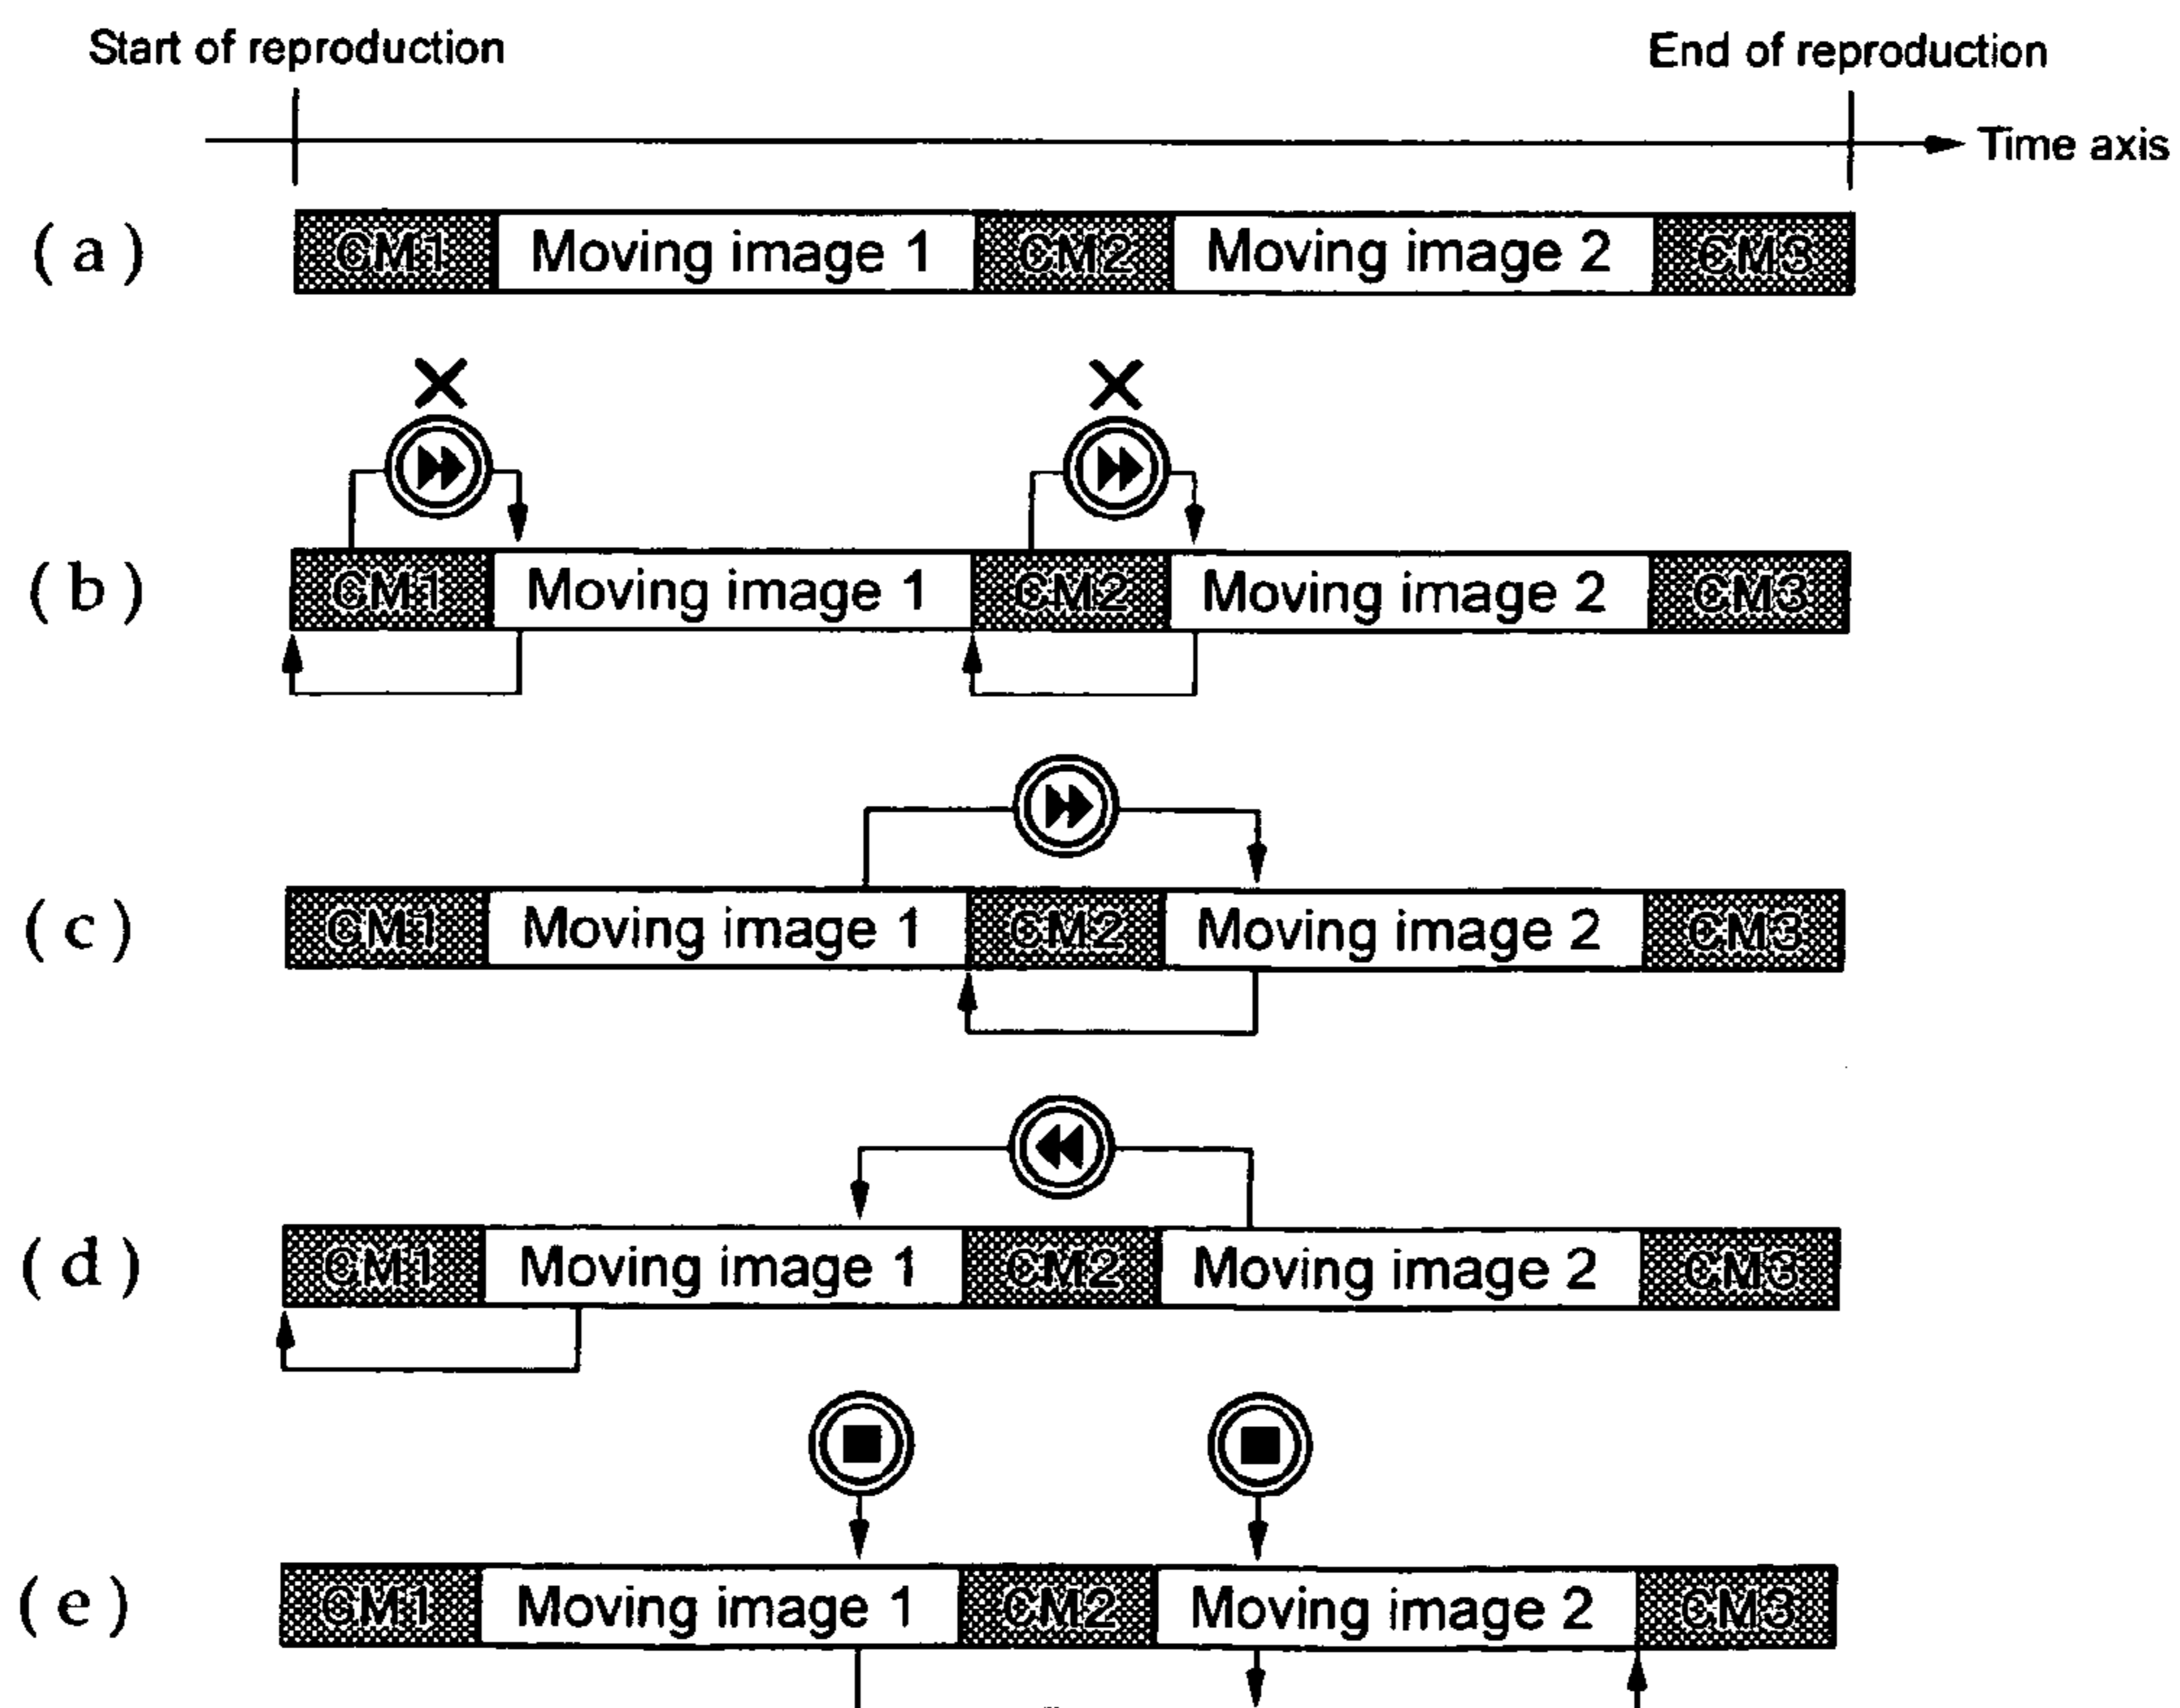 Start of reproduction
End of reproduction
Time axis
(a) CM1 Moving image 1 CM2 Moving image 2 CM3
(b) CM1 Moving image 1 CM2 Moving image 2 CM3
(c) CM1 Moving image 1 CM2 Moving image 2 CM3
(d) CM1 Moving image 1 CM2 Moving image 2 CM3
(e) CM1 Moving image 1 CM2 Moving image 2 CM3